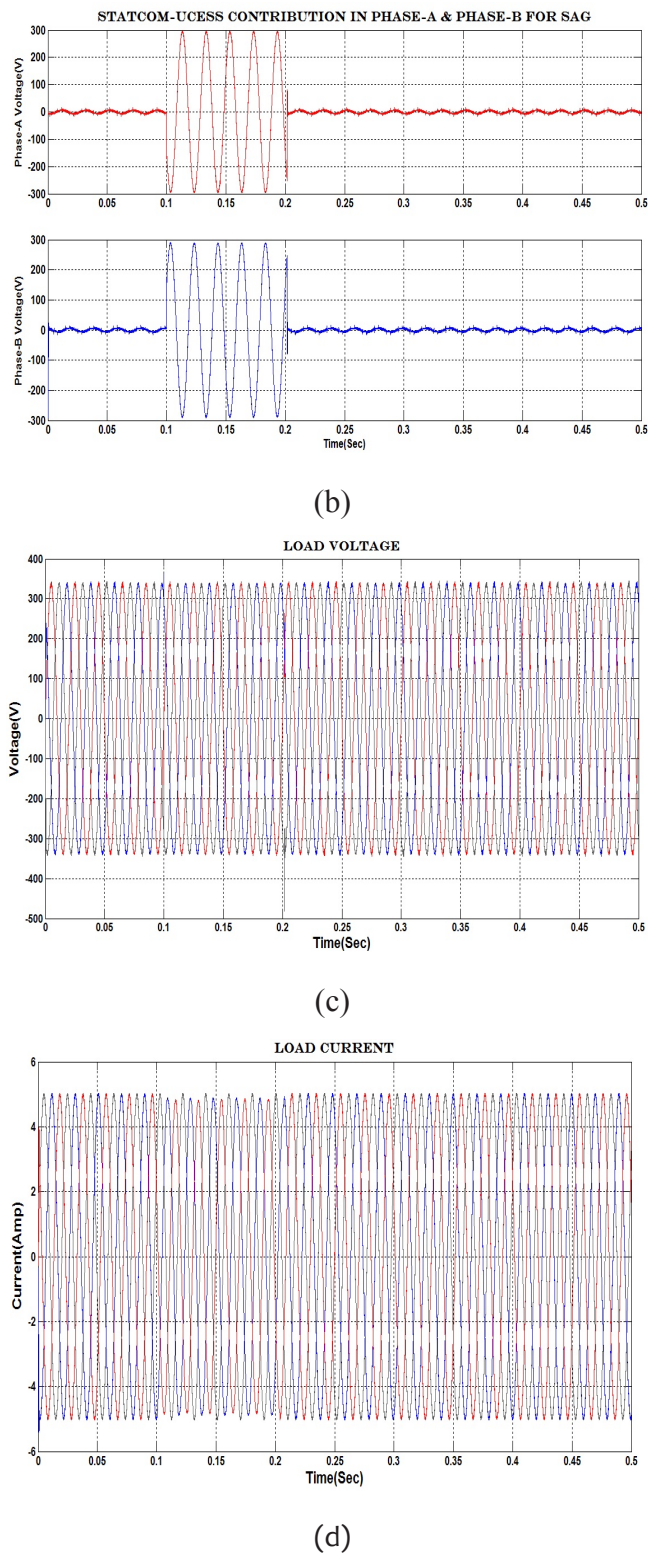 STATCOM-UCESS CONTRIBUTION IN PHASE-A & PHASE-B FOR SAG
Phase-A Voltage(V)
300
200
100
0
-100
-200
-300
0 0.05 0.1 0.15 0.2 0.25 0.3 0.35 0.4 0.45 0.5
Phase-B Voltage(V)
300
200
100
0
-100
-200
-300
0 0.05 0.1 0.15 0.2 0.25 0.3 0.35 0.4 0.45 0.5
Time(Sec)
(b)
LOAD VOLTAGE
Voltage(V)
400
300
200
100
0
-100
-200
-300
-400
-500
0 0.05 0.1 0.15 0.2 0.25 0.3 0.35 0.4 0.45 0.5
Time(Sec)
(c)
LOAD CURRENT
Current(Amp)
6
4
2
0
-2
-4
-6
0 0.05 0.1 0.15 0.2 0.25 0.3 0.35 0.4 0.45 0.5
Time(Sec)
(d)